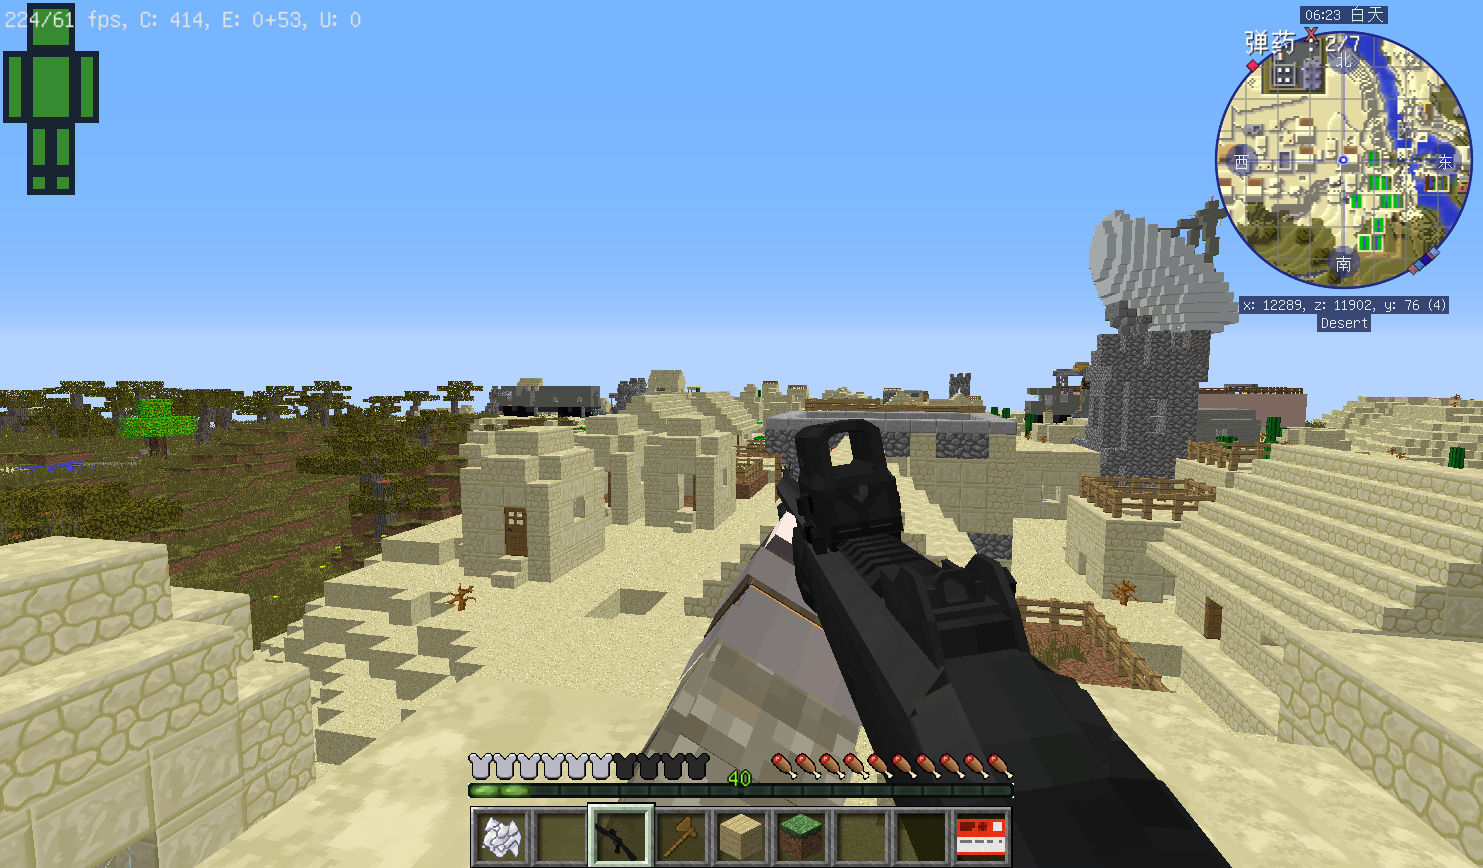 224/61 fps, C: 414, E: 0+53, U: 0
06:23 白天
弹药 : 2/7
北
西
东
南
x: 12289, z: 11902, y: 76 (4)
Desert
40